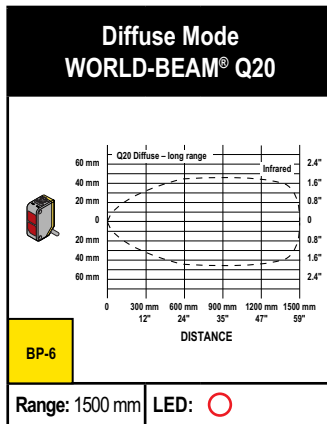 Diffuse Mode
WORLD-BEAM® Q20
Q20 Diffuse – long range
Infrared
60 mm 2.4"
40 mm 1.6"
20 mm 0.8"
0 0
20 mm 0.8"
40 mm 1.6"
60 mm 2.4"
0 300 mm 600 mm 900 mm 1200 mm 1500 mm
12" 24" 35" 47" 59"
DISTANCE
BP-6
Range: 1500 mm LED: